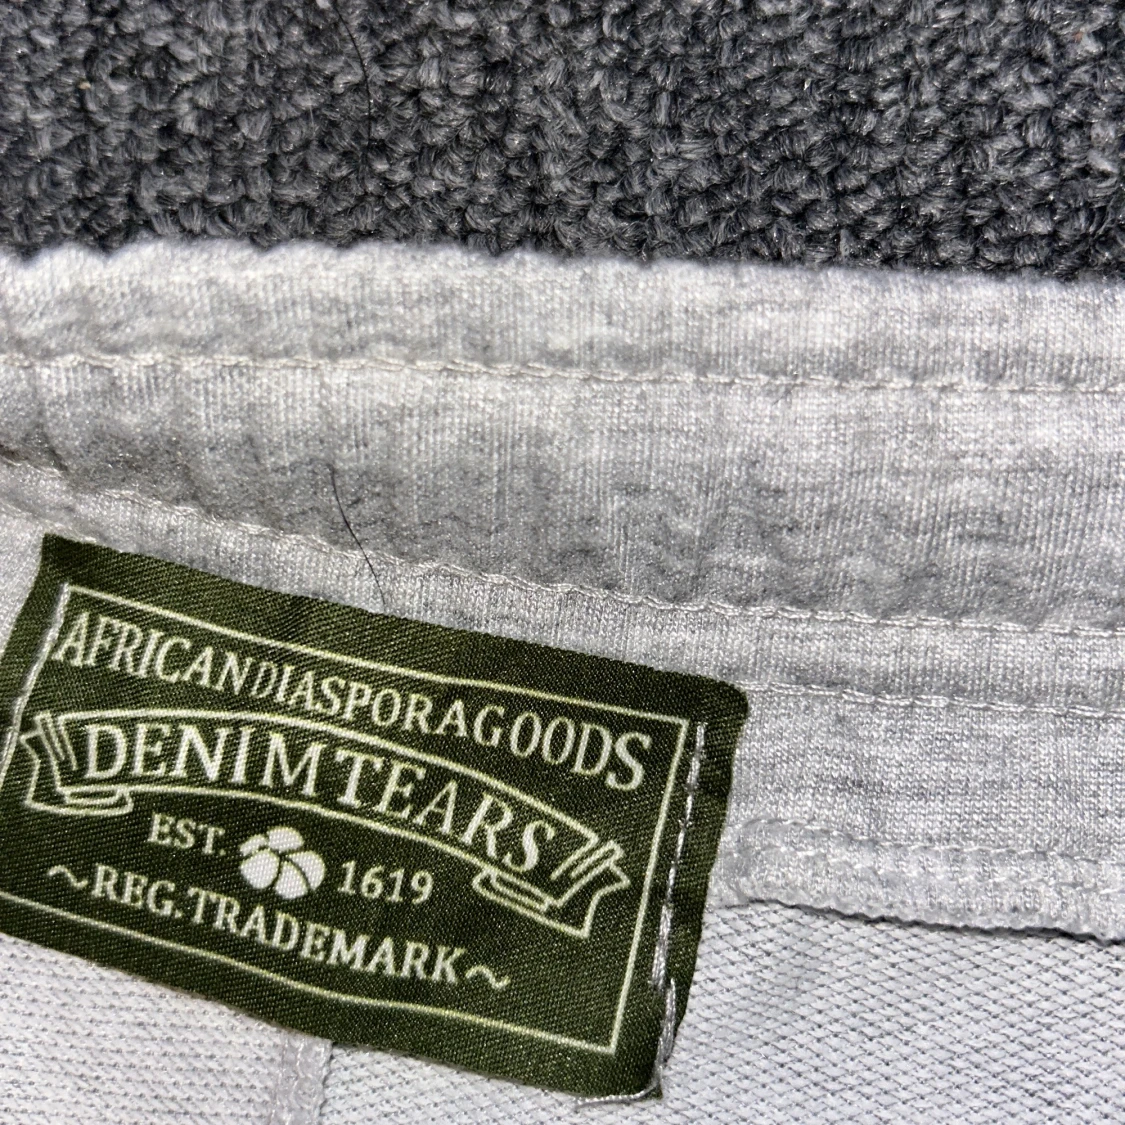 AFRICAN DIASPORA GOODS
DENIM TEARS
EST. 1619
~REG. TRADEMARK~